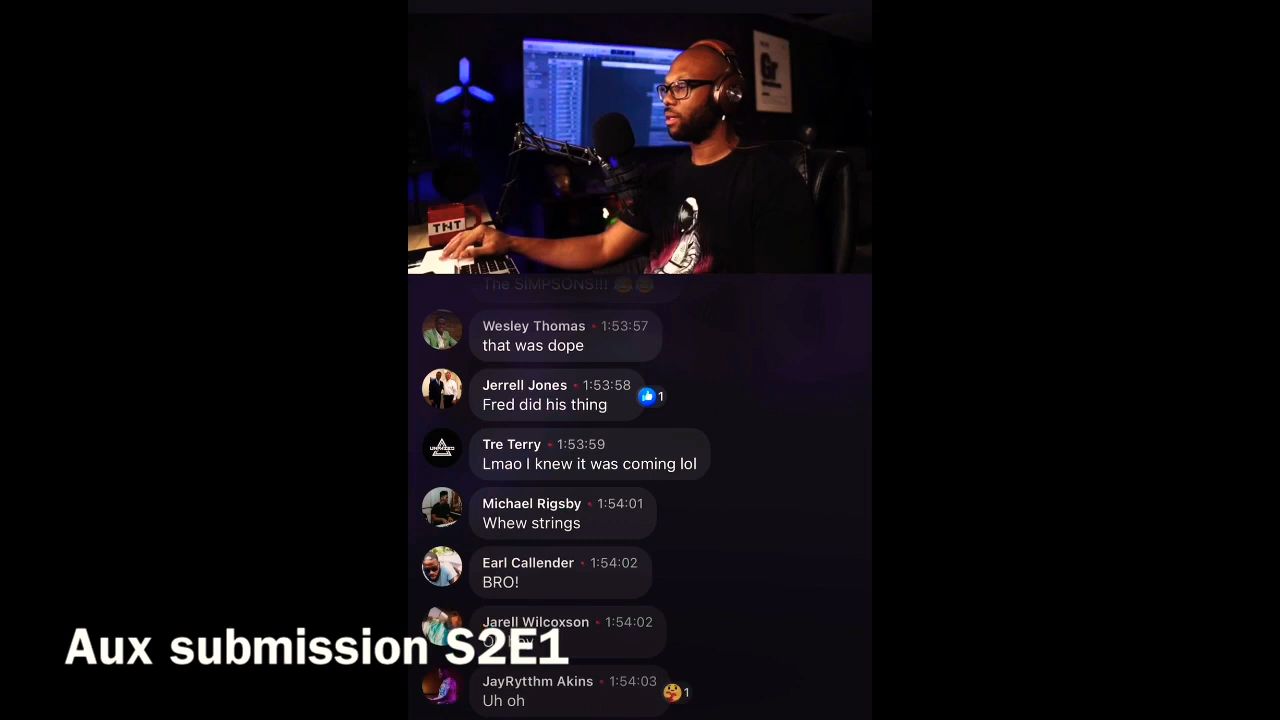 Gr
TNT
The SIMPSONS!!! 😂😂
Wesley Thomas • 1:53:57
that was dope
Jerrell Jones • 1:53:58
Fred did his thing
1
Tre Terry • 1:53:59
Lmao I knew it was coming lol
Michael Rigsby • 1:54:01
Whew strings
Earl Callender • 1:54:02
BRO!
Jarell Wilcoxson • 1:54:02
Aux submission S2E1
JayRytthm Akins • 1:54:03
Uh oh
1